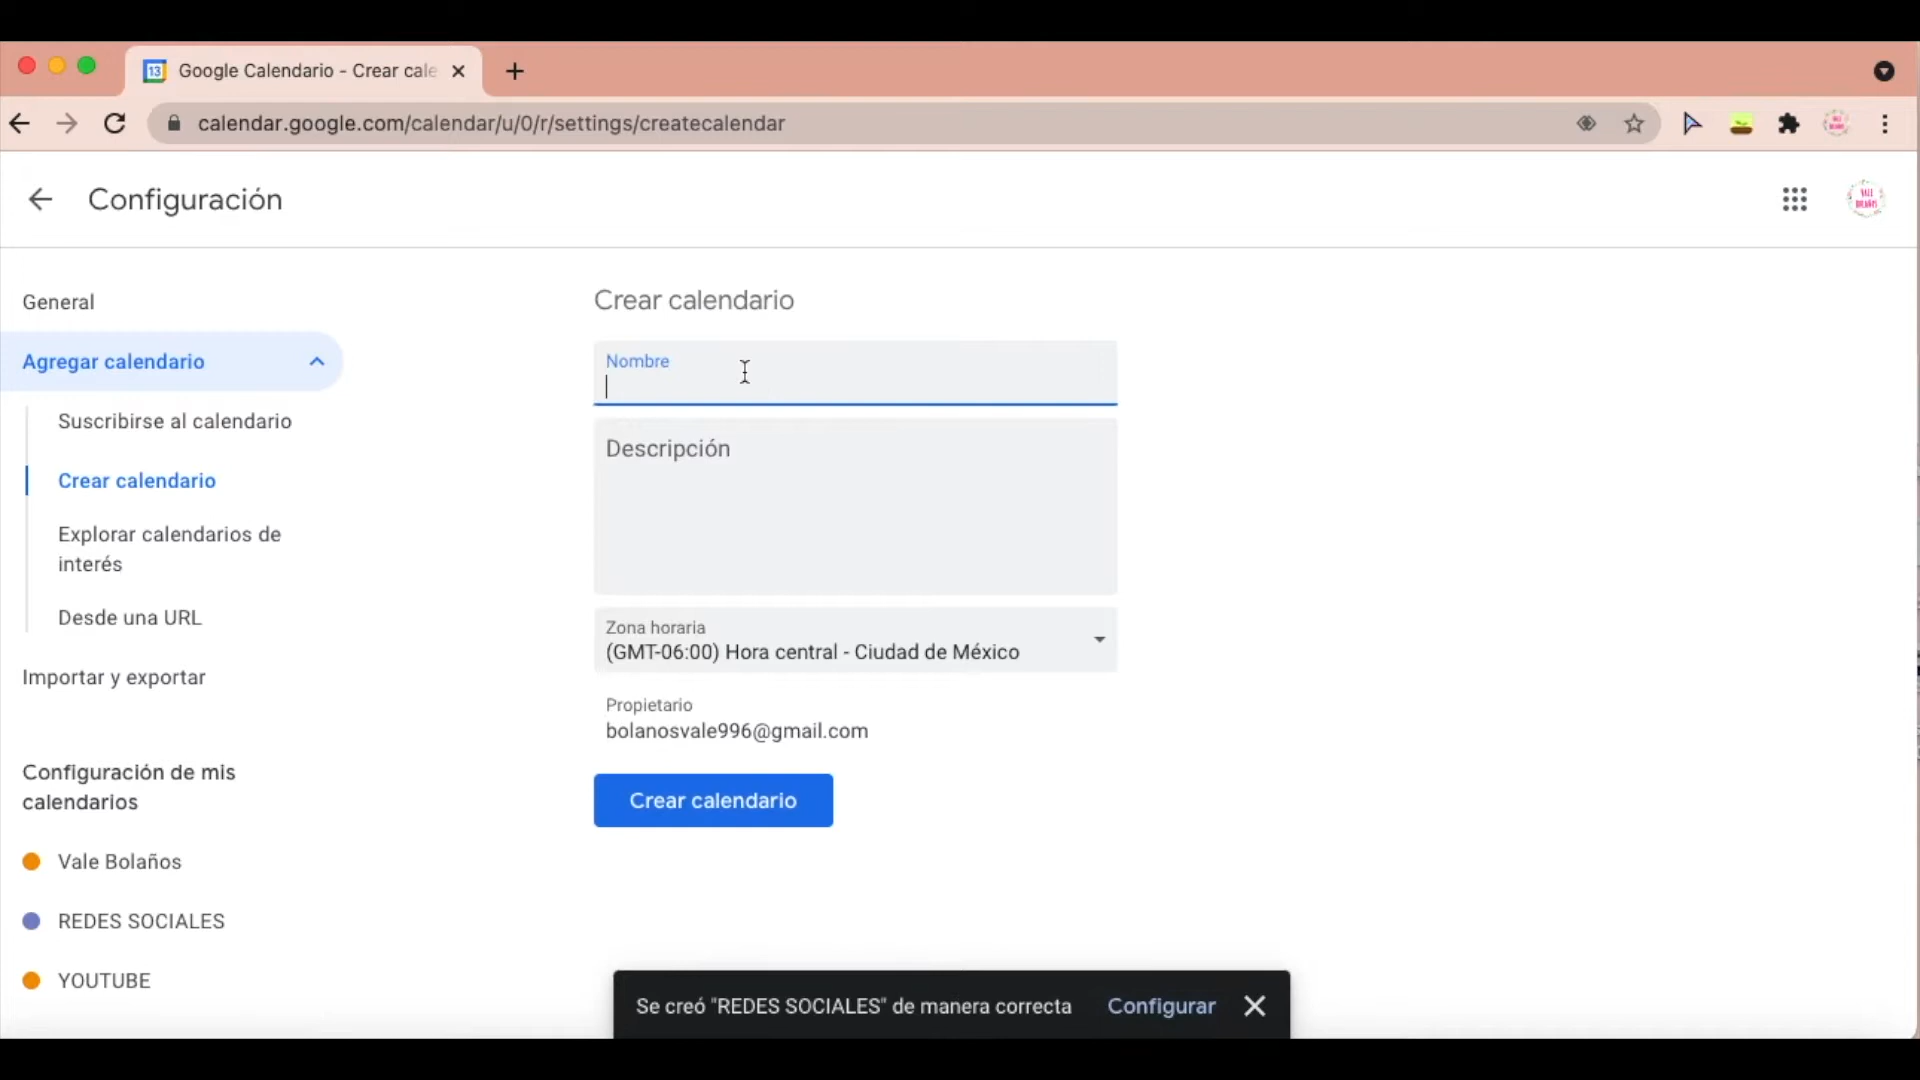 13
Google Calendario - Crear cale
calendar.google.com/calendar/u/0/r/settings/createcalendar
Configuración
VALE
BOLAÑOS
General
Agregar calendario
Suscribirse al calendario
Crear calendario
Explorar calendarios de
interés
Desde una URL
Importar y exportar
Configuración de mis
calendarios
Vale Bolaños
REDES SOCIALES
YOUTUBE
Crear calendario
Nombre
Descripción
Zona horaria
(GMT-06:00) Hora central - Ciudad de México
Propietario
bolanosvale996@gmail.com
Crear calendario
Se creó "REDES SOCIALES" de manera correcta Configurar